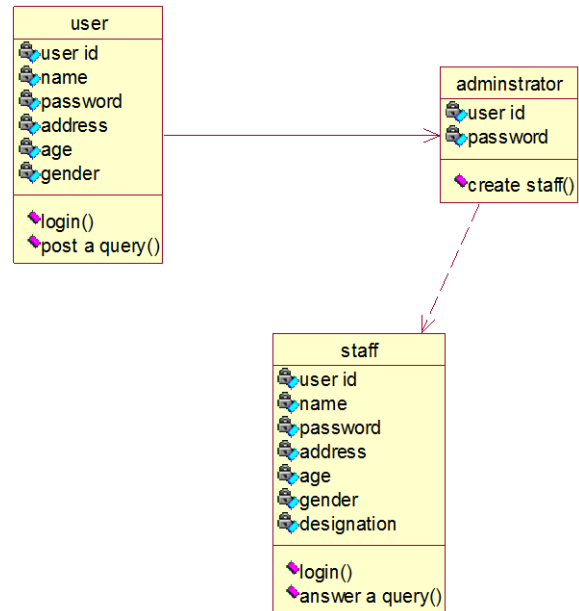 user
user id
name
password
address
age
gender
login()
post a query()
adminstrator
user id
password
create staff()
staff
user id
name
password
address
age
gender
designation
login()
answer a query()